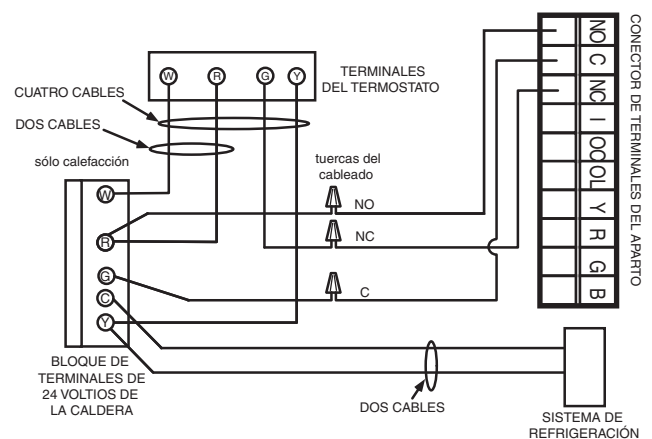 W R G Y
TERMINALES
DEL TERMOSTATO
CUATRO CABLES
DOS CABLES
sólo calefacción
tuercas del
cableado
W
R
G
C
Y
NO
NC
C
BLOQUE DE
TERMINALES DE
24 VOLTIOS DE
LA CALDERA
DOS CABLES
SISTEMA DE
REFRIGERACIÓN
NO
C
NC
I
OC
OL
Y
R
G
B
CONECTOR DE TERMINALES DEL APARTO